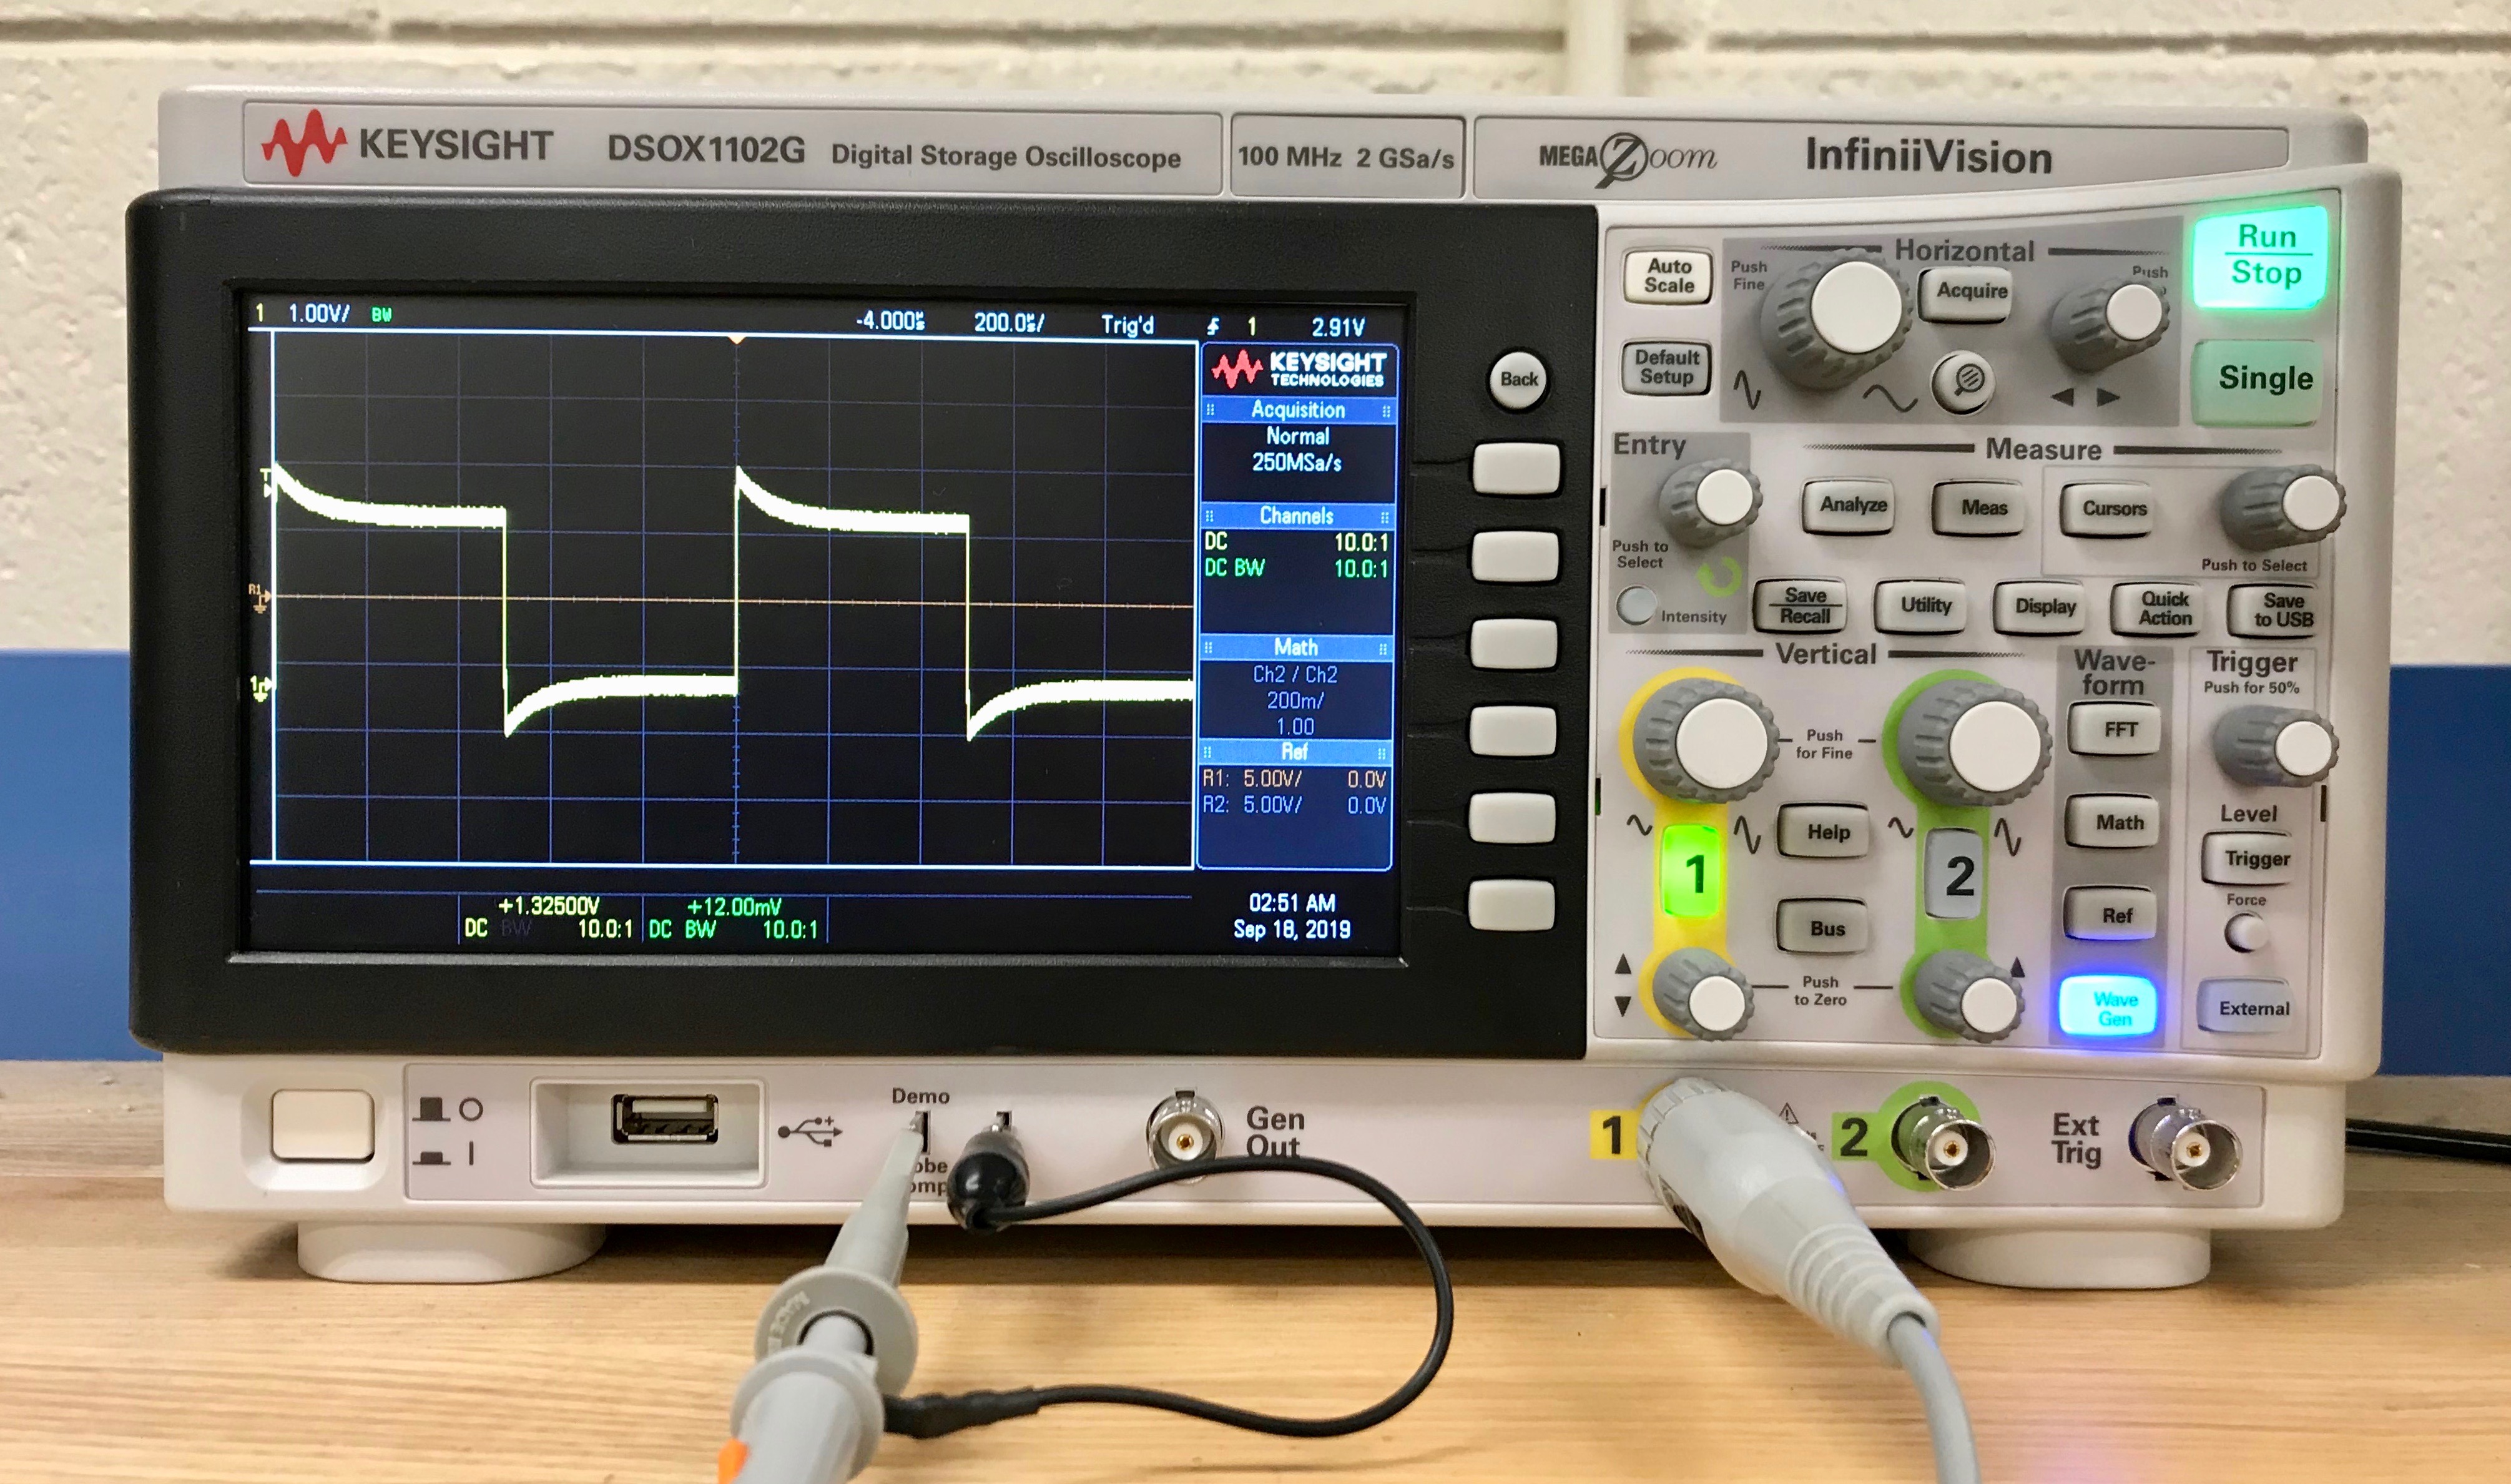 KEYSIGHT DSOX1102G Digital Storage Oscilloscope 100 MHz 2 GSa/s MEGA Zoom InfiniiVision
1 1.00V/ BW -4.000µs 200.0µs/ Trig'd 1 2.91V
KEYSIGHT
TECHNOLOGIES
Acquisition
Normal
250MSa/s
Channels
DC 10.0:1
DC BW 10.0:1
Math
Ch2 / Ch2
200m/
1.00
Ref
R1: 5.00V/ 0.0V
R2: 5.00V/ 0.0V
T
R1
1
+1.32500V
DC BW 10.0:1
+12.00mV
DC BW 10.0:1
02:51 AM
Sep 18, 2019
Back
Auto
Scale
Default
Setup
Horizontal
Push
Fine
Acquire
Push
Run
Stop
Single
Entry
Push to
Select
Intensity
Measure
Analyze
Meas
Cursors
Push to Select
Save
Recall
Utility
Display
Quick
Action
Save
to USB
Vertical
Push
for Fine
1
Help
2
Bus
Push
to Zero
Wave-
form
FFT
Math
Ref
Wave
Gen
Trigger
Push for 50%
Level
Trigger
Force
External
Demo
obe
omp
Gen
Out
1
2
Ext
Trig